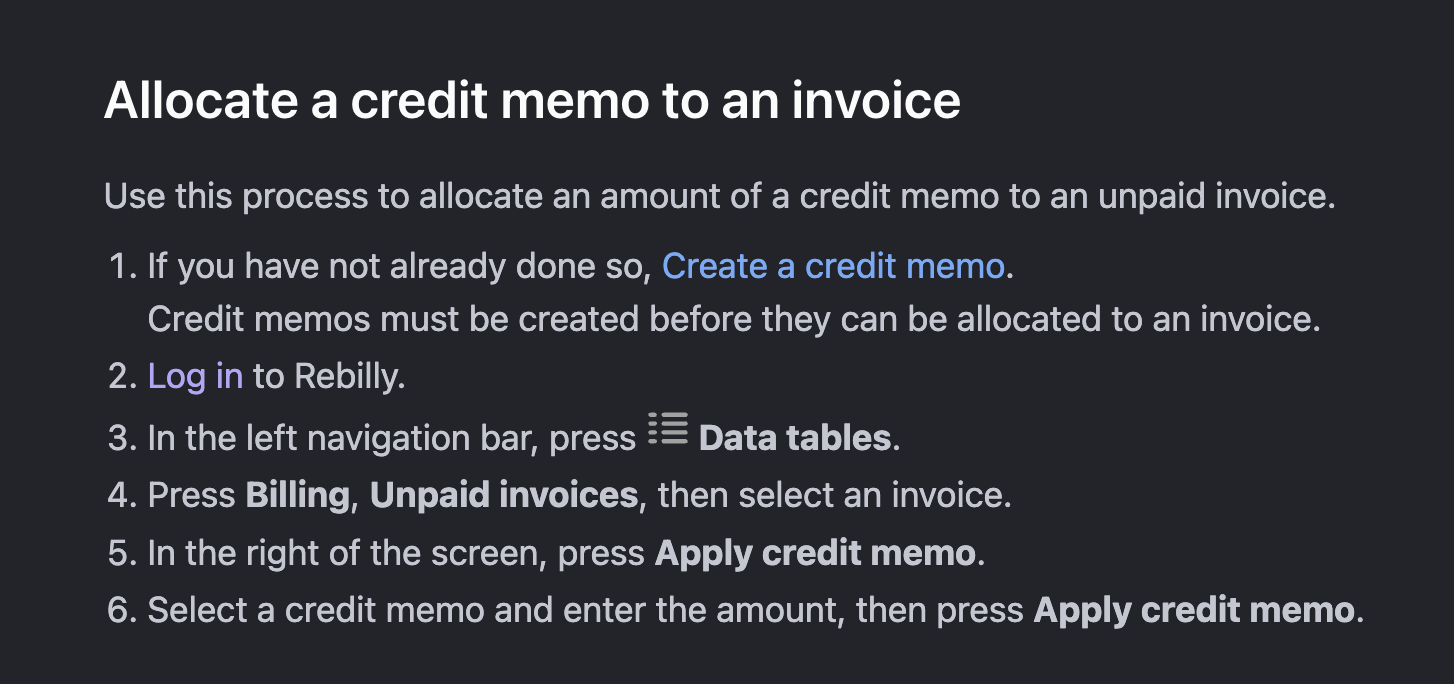 Allocate a credit memo to an invoice
Use this process to allocate an amount of a credit memo to an unpaid invoice.
1. If you have not already done so, Create a credit memo.
Credit memos must be created before they can be allocated to an invoice.
2. Log in to Rebilly.
3. In the left navigation bar, press Data tables.
4. Press Billing, Unpaid invoices, then select an invoice.
5. In the right of the screen, press Apply credit memo.
6. Select a credit memo and enter the amount, then press Apply credit memo.